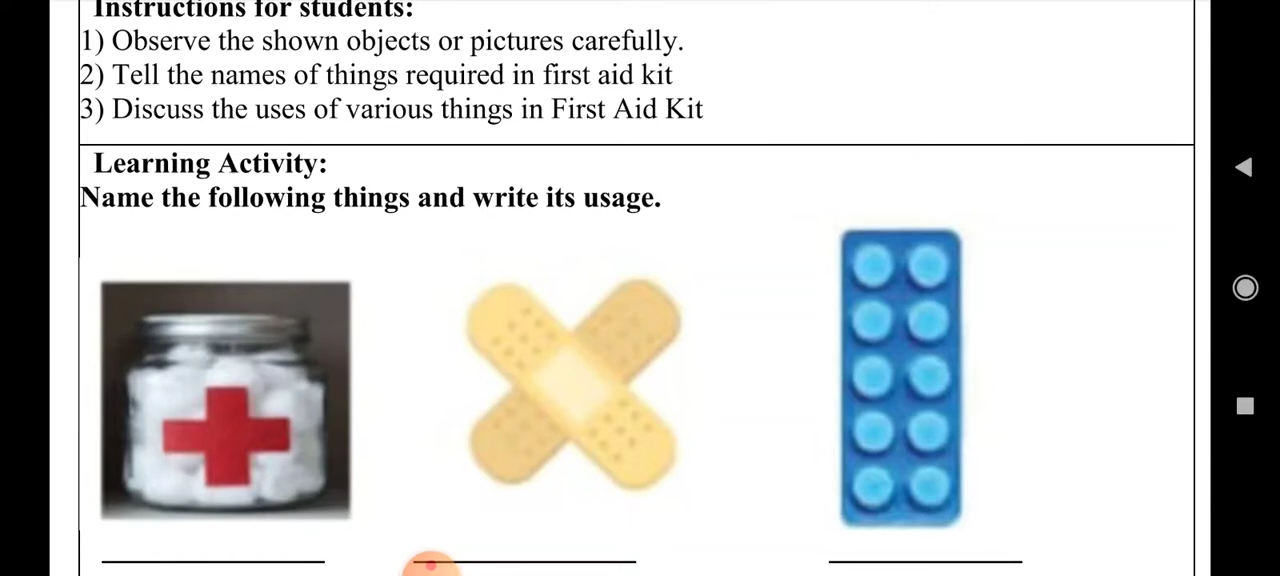 Instructions for students:
1) Observe the shown objects or pictures carefully.
2) Tell the names of things required in first aid kit
3) Discuss the uses of various things in First Aid Kit
Learning Activity:
Name the following things and write its usage.